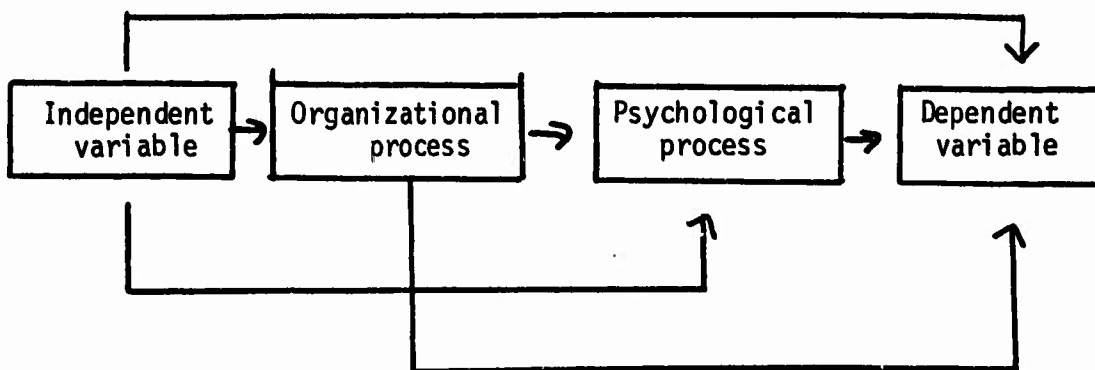 Independent
variable
Organizational
process
Psychological
process
Dependent
variable